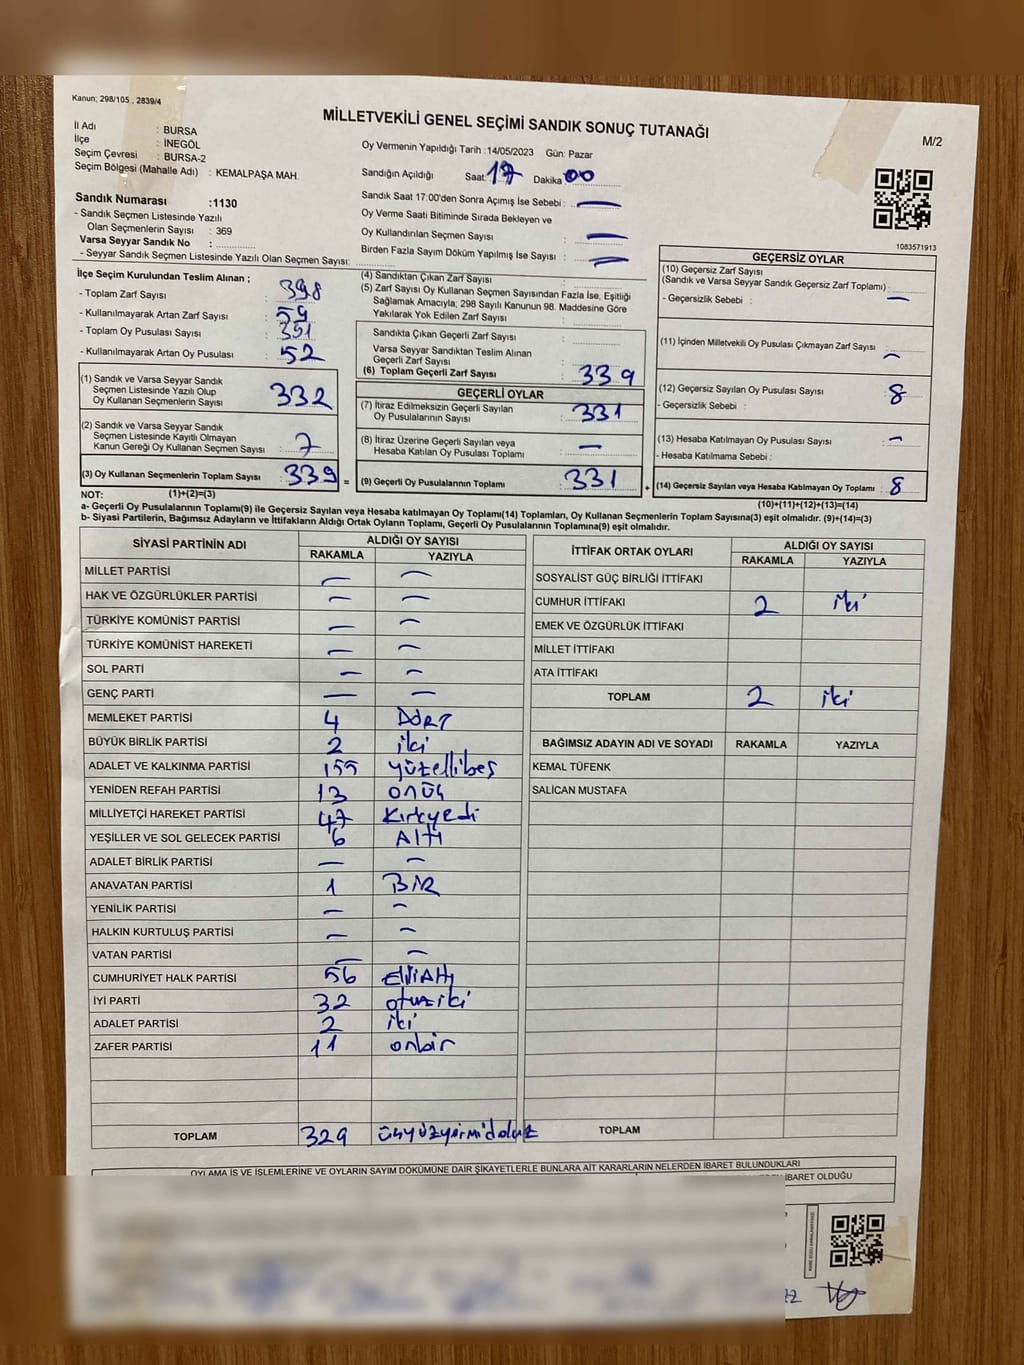 Kanun; 298/105 , 2839/4
MİLLETVEKİLİ GENEL SEÇİMİ SANDIK SONUÇ TUTANAĞI
M/2
İl Adı : BURSA
İlçe : İNEGÖL
Seçim Çevresi : BURSA-2
Seçim Bölgesi (Mahalle Adı) : KEMALPAŞA MAH.
Sandık Numarası :1130
- Sandık Seçmen Listesinde Yazılı
Olan Seçmenlerin Sayısı : 369
Varsa Seyyar Sandık No :
- Seyyar Sandık Seçmen Listesinde Yazılı Olan Seçmen Sayısı:
Oy Vermenin Yapıldığı Tarih :14/05/2023 Gün: Pazar
Sandığın Açıldığı Saat: 17 Dakika 00
Sandık Saat 17:00'den Sonra Açımış İse Sebebi : —
Oy Verme Saati Bitiminde Sırada Bekleyen ve
Oy Kullandırılan Seçmen Sayısı : —
Birden Fazla Sayım Döküm Yapılmış İse Sayısı : —
1083571913
İlçe Seçim Kurulundan Teslim Alınan ;
- Toplam Zarf Sayısı : 398
- Kullanılmayarak Artan Zarf Sayısı : 59
- Toplam Oy Pusulası Sayısı : 391
- Kullanılmayarak Artan Oy Pusulası : 52
(1) Sandık ve Varsa Seyyar Sandık
Seçmen Listesinde Yazılı Olup
Oy Kullanan Seçmenlerin Sayısı : 332
(2) Sandık ve Varsa Seyyar Sandık
Seçmen Listesinde Kayıtlı Olmayan
Kanun Gereği Oy Kullanan Seçmen Sayısı : 7
(3) Oy Kullanan Seçmenlerin Toplam Sayısı : 339 =
(4) Sandıktan Çıkan Zarf Sayısı :
(5) Zarf Sayısı Oy Kullanan Seçmen Sayısından Fazla İse, Eşitliği
Sağlamak Amacıyla; 298 Sayılı Kanunun 98. Maddesine Göre
Yakılarak Yok Edilen Zarf Sayısı :
Sandıkta Çıkan Geçerli Zarf Sayısı :
Varsa Seyyar Sandıktan Teslim Alınan
Geçerli Zarf Sayısı :
(6) Toplam Geçerli Zarf Sayısı : 339
GEÇERLİ OYLAR
(7) İtiraz Edilmeksizin Geçerli Sayılan
Oy Pusulalarının Sayısı : 331
(8) İtiraz Üzerine Geçerli Sayılan veya
Hesaba Katılan Oy Pusulası Toplamı : —
(9) Geçerli Oy Pusulalarının Toplamı : 331 +
GEÇERSİZ OYLAR
(10) Geçersiz Zarf Sayısı
(Sandık ve Varsa Seyyar Sandık Geçersiz Zarf Toplamı) : —
- Geçersizlik Sebebi :
(11) İçinden Milletvekili Oy Pusulası Çıkmayan Zarf Sayısı : —
(12) Geçersiz Sayılan Oy Pusulası Sayısı : 8
- Geçersizlik Sebebi :
(13) Hesaba Katılmayan Oy Pusulası Sayısı : —
- Hesaba Katılmama Sebebi :
(14) Geçersiz Sayılan veya Hesaba Katılmayan Oy Toplamı : 8
NOT: (1)+(2)=(3)
(10)+(11)+(12)+(13)=(14)
a- Geçerli Oy Pusulalarının Toplamı(9) ile Geçersiz Sayılan veya Hesaba katılmayan Oy Toplamı(14) Toplamları, Oy Kullanan Seçmenlerin Toplam Sayısına(3) eşit olmalıdır. (9)+(14)=(3)
b- Siyasi Partilerin, Bağımsız Adayların ve İttifakların Aldığı Ortak Oyların Toplamı, Geçerli Oy Pusulalarının Toplamına(9) eşit olmalıdır.
SİYASİ PARTİNİN ADI ALDIĞI OY SAYISI
RAKAMLA YAZIYLA
MİLLET PARTİSİ — —
HAK VE ÖZGÜRLÜKLER PARTİSİ — —
TÜRKİYE KOMÜNİST PARTİSİ — —
TÜRKİYE KOMÜNİST HAREKETİ — —
SOL PARTİ — —
GENÇ PARTİ — —
MEMLEKET PARTİSİ 4 DÖRT
BÜYÜK BİRLİK PARTİSİ 2 iki
ADALET VE KALKINMA PARTİSİ 155 yüzellibeş
YENİDEN REFAH PARTİSİ 13 onüç
MİLLİYETÇİ HAREKET PARTİSİ 47 kırkyedi
YEŞİLLER VE SOL GELECEK PARTİSİ 6 Altı
ADALET BİRLİK PARTİSİ — —
ANAVATAN PARTİSİ 1 BİR
YENİLİK PARTİSİ — —
HALKIN KURTULUŞ PARTİSİ — —
VATAN PARTİSİ — —
CUMHURİYET HALK PARTİSİ 56 ElliAltı
İYİ PARTİ 32 otuziki
ADALET PARTİSİ 2 iki
ZAFER PARTİSİ 11 onbir
TOPLAM 329 üçyüzyirmidokuz
İTTİFAK ORTAK OYLARI ALDIĞI OY SAYISI
RAKAMLA YAZIYLA
SOSYALİST GÜÇ BİRLİĞİ İTTİFAKI
CUMHUR İTTİFAKI 2 iki
EMEK VE ÖZGÜRLÜK İTTİFAKI
MİLLET İTTİFAKI
ATA İTTİFAKI
TOPLAM 2 iki
BAĞIMSIZ ADAYIN ADI VE SOYADI RAKAMLA YAZIYLA
KEMAL TÜFENK
SALİCAN MUSTAFA
TOPLAM
OYLAMA İŞ VE İŞLEMLERİNE VE OYLARIN SAYIM DÖKÜMÜNE DAİR ŞİKAYETLERLE BUNLARA AİT KARARLARIN NELERDEN İBARET BULUNDUKLARI
İBARET OLDUĞU